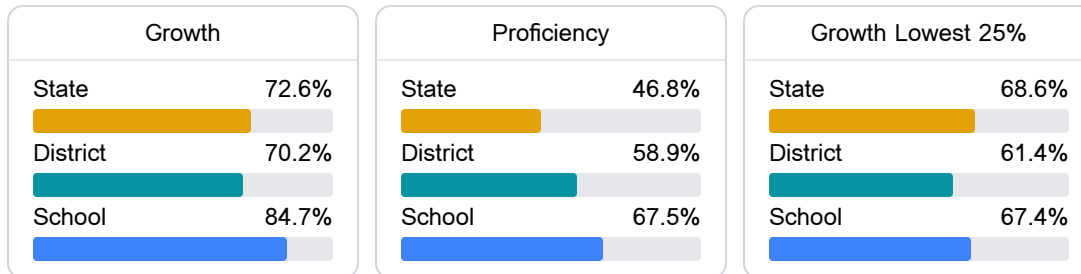 Growth
State 72.6%
District 70.2%
School 84.7%
Proficiency
State 46.8%
District 58.9%
School 67.5%
Growth Lowest 25%
State 68.6%
District 61.4%
School 67.4%